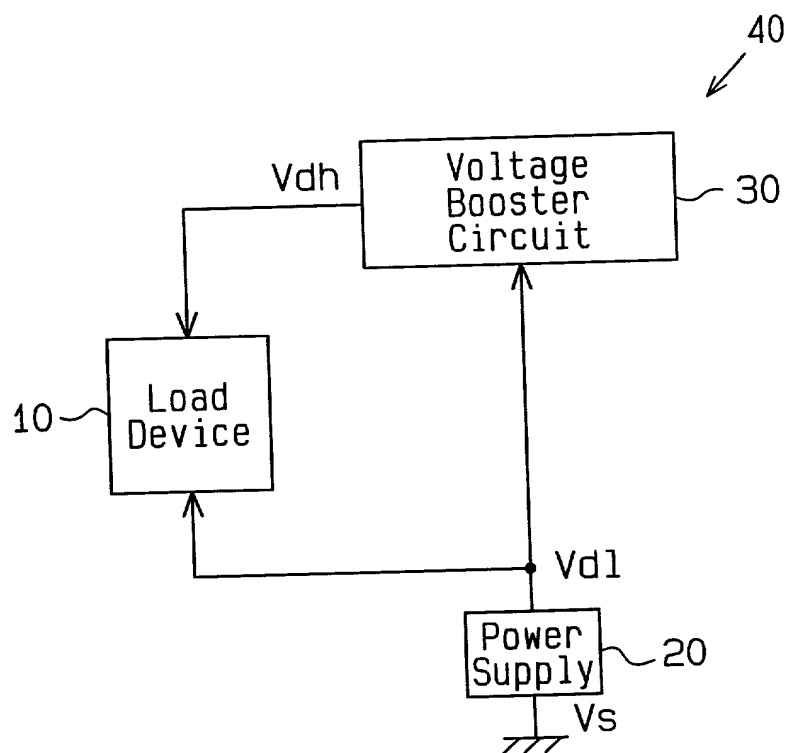 40
Vdh
Voltage
Booster
Circuit
30
10
Load
Device
Vdl
Power
Supply
20
Vs